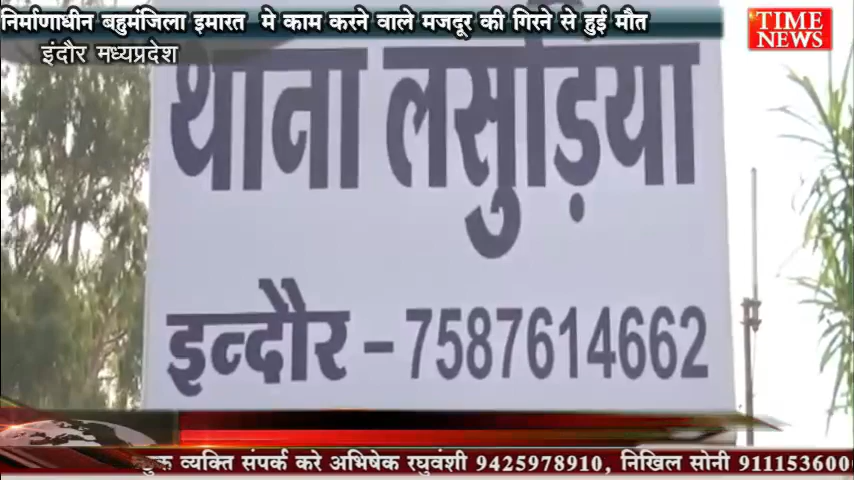 निर्माणाधीन बहुमंजिला इमारत मे काम करने वाले मजदूर की गिरने से हुई मौत
TIME NEWS
इंदौर मध्यप्रदेश
थाना लसुड़िया
इन्दौर - 7587614662
व्यक्ति संपर्क करे अभिषेक रघुवंशी 9425978910, निखिल सोनी 9111536000